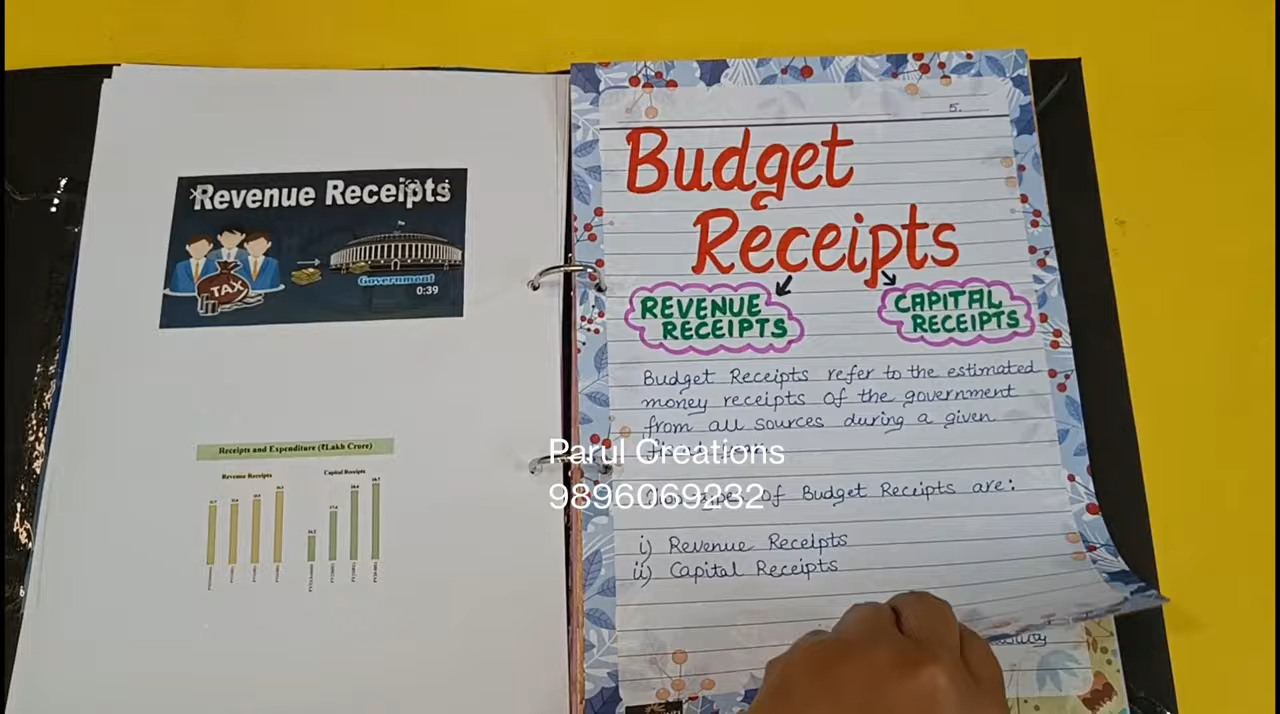 Revenue Receipts
TAX
Government
0:39
Receipts and Expenditure (₹Lakh Crore)
Revenue Receipts
Capital Receipts
5.
Budget
Receipts
REVENUE
RECEIPTS
CAPITAL
RECEIPTS
Budget Receipts refer to the estimated
money receipts of the government
from all sources during a given
Parul Creations
9896069232
types of Budget Receipts are:
i) Revenue Receipts
ii) Capital Receipts